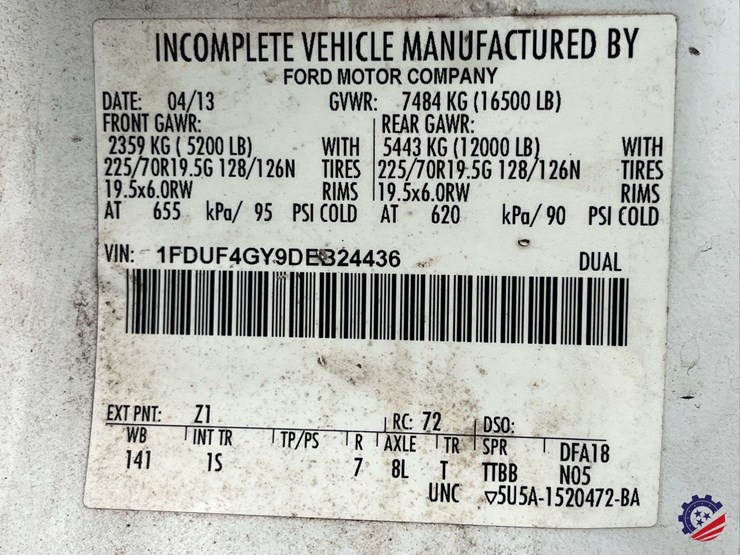 INCOMPLETE VEHICLE MANUFACTURED BY
FORD MOTOR COMPANY
DATE: 04/13 GVWR: 7484 KG (16500 LB)
FRONT GAWR: REAR GAWR:
2359 KG ( 5200 LB) WITH 5443 KG (12000 LB) WITH
225/70R19.5G 128/126N TIRES 225/70R19.5G 128/126N TIRES
19.5x6.0RW RIMS 19.5x6.0RW RIMS
AT 655 kPa/ 95 PSI COLD AT 620 kPa/ 90 PSI COLD
VIN: 1FDUF4GY9DEB24436 DUAL
EXT PNT: Z1 RC: 72 DSO:
WB INT TR TP/PS R AXLE TR SPR DFA18
141 1S 7 8L T TTBB N05
UNC ▽5U5A-1520472-BA